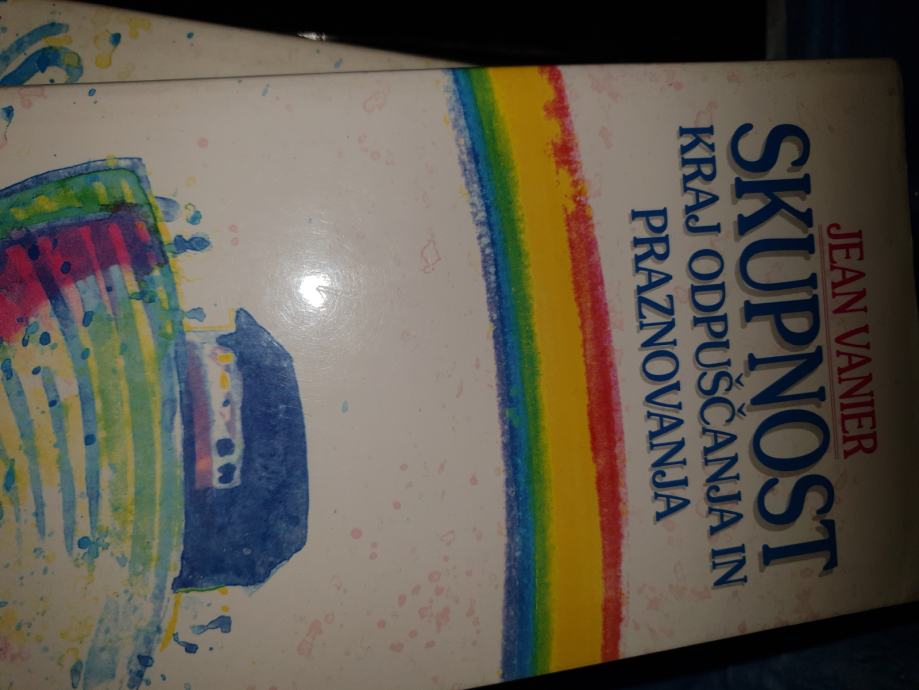 JEAN VANIER
SKUPNOST
KRAJ ODPUŠČANJA IN
PRAZNOVANJA